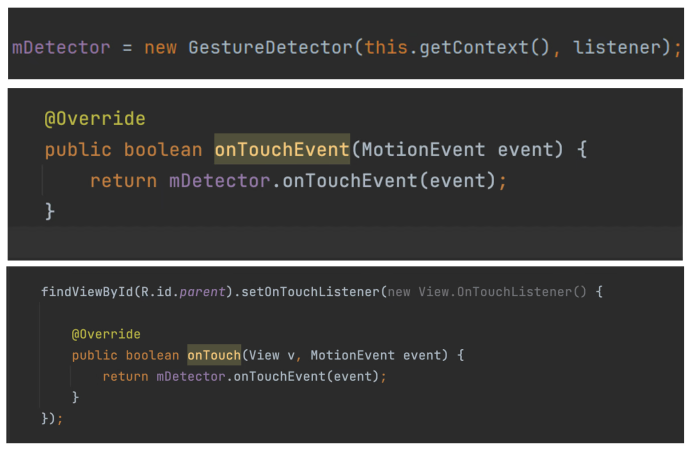 mDetector = new GestureDetector(this.getContext(), listener);
@Override
public boolean onTouchEvent(MotionEvent event) {
return mDetector.onTouchEvent(event);
}
findViewById(R.id.parent).setOnTouchListener(new View.OnTouchListener() {
@Override
public boolean onTouch(View v, MotionEvent event) {
return mDetector.onTouchEvent(event);
}
});